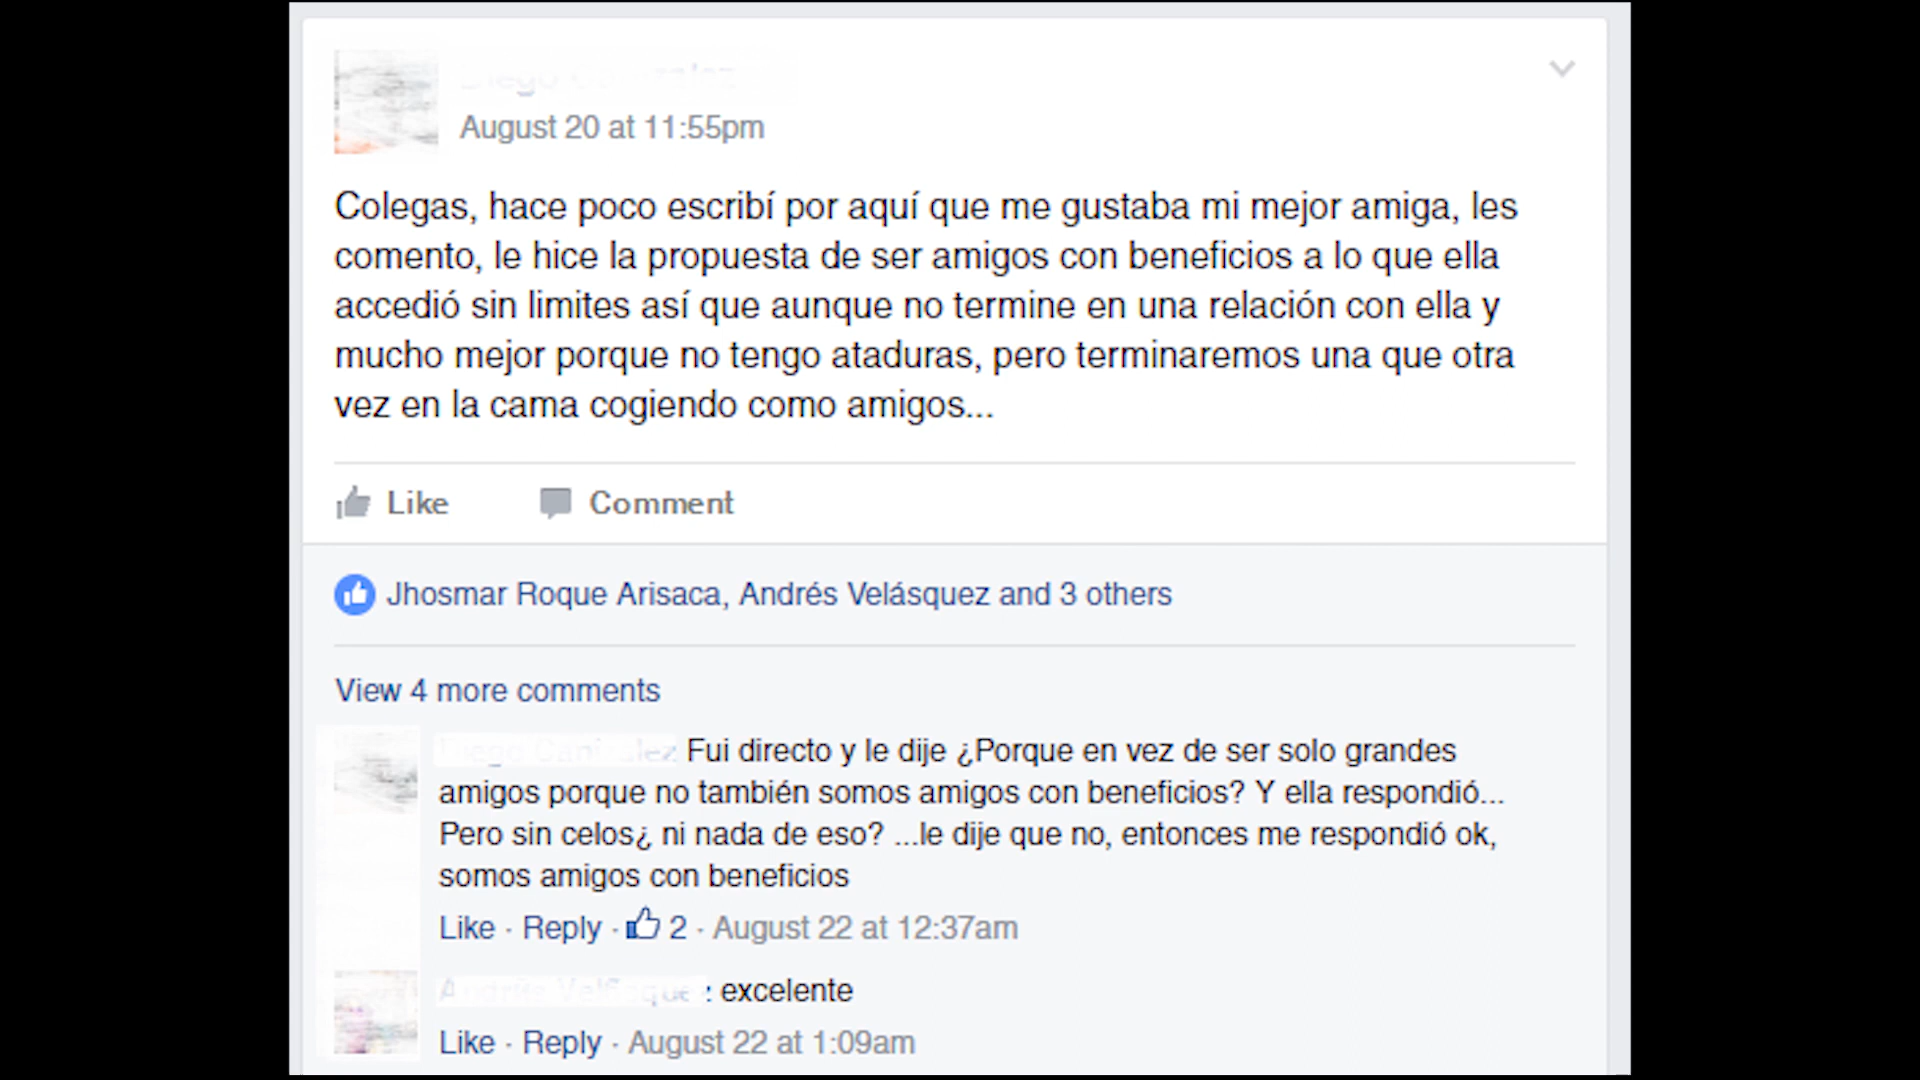 August 20 at 11:55pm
Colegas, hace poco escribí por aquí que me gustaba mi mejor amiga, les
comento, le hice la propuesta de ser amigos con beneficios a lo que ella
accedió sin limites así que aunque no termine en una relación con ella y
mucho mejor porque no tengo ataduras, pero terminaremos una que otra
vez en la cama cogiendo como amigos...
Like Comment
Jhosmar Roque Arisaca, Andrés Velásquez and 3 others
View 4 more comments
Fui directo y le dije ¿Porque en vez de ser solo grandes
amigos porque no también somos amigos con beneficios? Y ella respondió...
Pero sin celos¿ ni nada de eso? ...le dije que no, entonces me respondió ok,
somos amigos con beneficios
Like · Reply · 2 · August 22 at 12:37am
: excelente
Like · Reply · August 22 at 1:09am